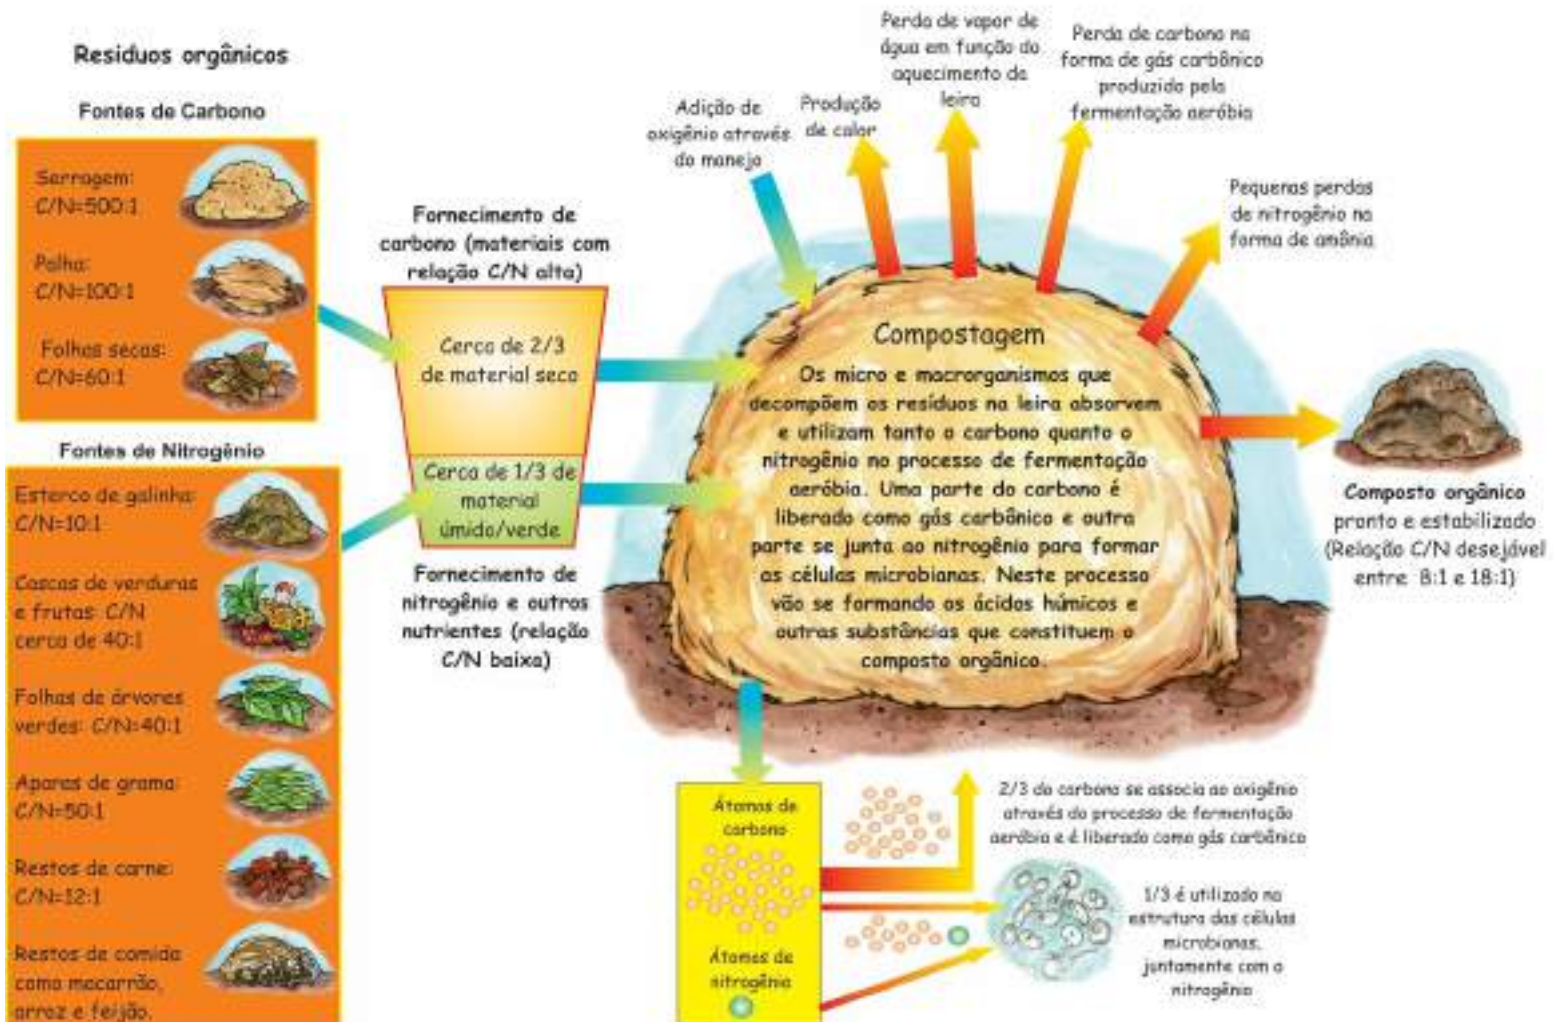 Residuos orgânicos
Fontes de Carbono
Serragem:
C/N=500:1
Palha:
C/N=100:1
Folhas secas:
C/N=60:1
Fontes de Nitrogênio
Esterco de galinha:
C/N=10:1
Cascas de verduras
e frutas C/N
cerca de 40:1
Folhas de árvores
verdes: C/N=40:1
Aparas de grama:
C/N=50:1
Restos de carne:
C/N=12:1
Restos de comida
como macarrão,
arroz e feijão.
Fornecimento de
carbono (materiais com
relação C/N alta)
Cerca de 2/3
de material seco
Cerca de 1/3 de
material
úmido/verde
Fornecimento de
nitrogênio e outros
nutrientes (relação
C/N baixa)
Adição de
oxigênio através
do manejo
Produção
de calor
Perda de vapor de
água em função do
aquecimento da
leira
Perda de carbono na
forma de gás carbônico
produzido pela
fermentação aeróbia
Pequenas perdas
de nitrogênio na
forma de amônia
Compostagem
Os micro e macrorganismos que
decompõem os resíduos na leira absorvem
e utilizam tanto o carbono quanto o
nitrogênio no processo de fermentação
aeróbia. Uma parte do carbono é
liberado como gás carbônico e outra
parte se junta ao nitrogênio para formar
as células microbianas. Neste processo
vão se formando os ácidos húmicos e
outras substâncias que constituem o
composto orgânico.
Composto orgânico
pronto e estabilizado
(Relação C/N desejável
entre 8:1 e 18:1)
Átomos de
carbono
Átomos de
nitrogênio
2/3 do carbono se associa ao oxigênio
através do processo de fermentação
aeróbia e é liberado como gás carbônico
1/3 é utilizado na
estrutura das células
microbianas,
juntamente com o
nitrogênio